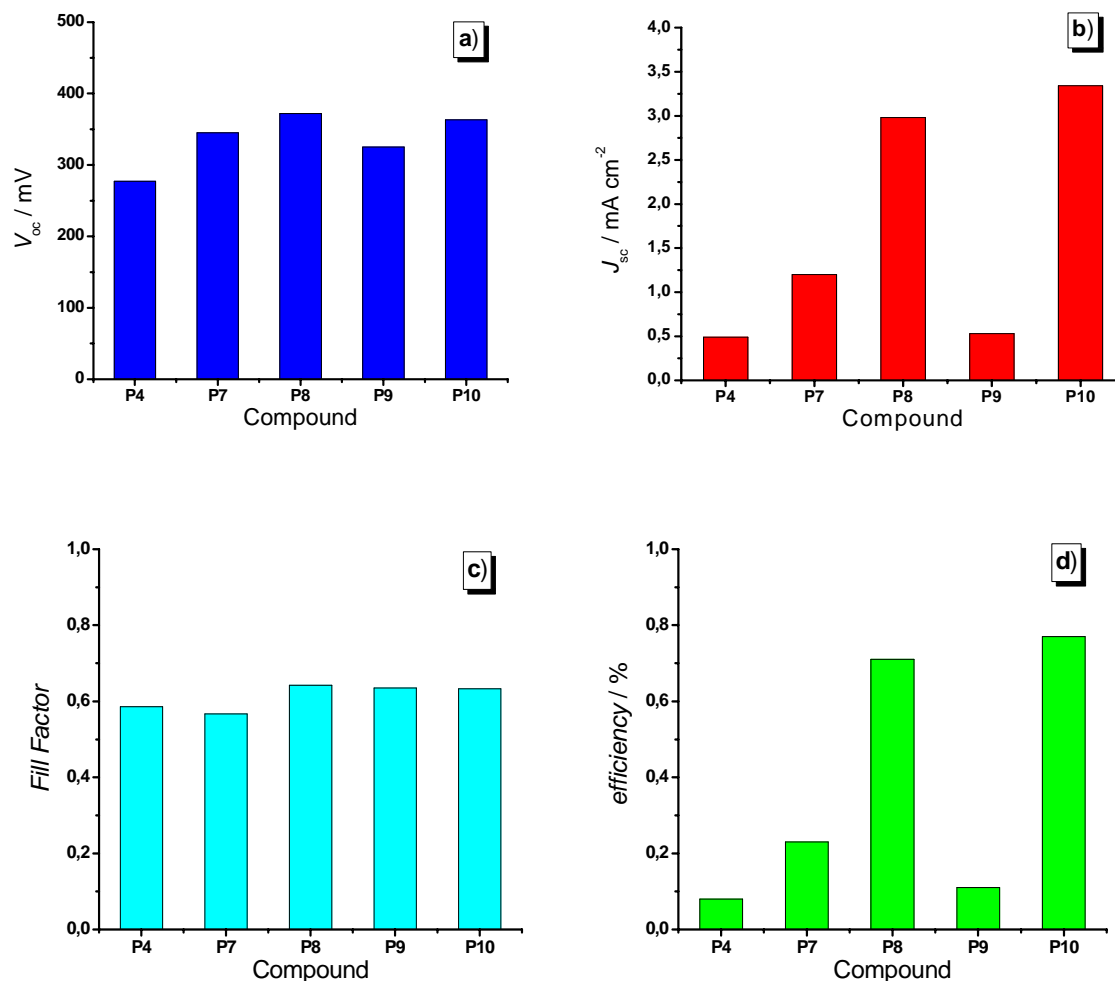 a)
500
400
300
200
100
0
V_oc / mV
P4 P7 P8 P9 P10
Compound
b)
4,0
3,5
3,0
2,5
2,0
1,5
1,0
0,5
0,0
J_sc / mA cm⁻²
P4 P7 P8 P9 P10
Compound
c)
1,0
0,8
0,6
0,4
0,2
0,0
Fill Factor
P4 P7 P8 P9 P10
Compound
d)
1,0
0,8
0,6
0,4
0,2
0,0
efficiency / %
P4 P7 P8 P9 P10
Compound